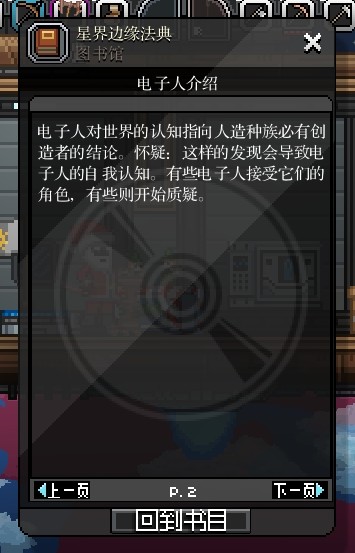 星界边缘法典
图书馆
电子人介绍
电子人对世界的认知指向人造种族必有创
造者的结论。怀疑：这样的发现会导致电
子人的自我认知。有些电子人接受它们的
角色，有些则开始质疑。
上一页
P.2
下一页
回到书目